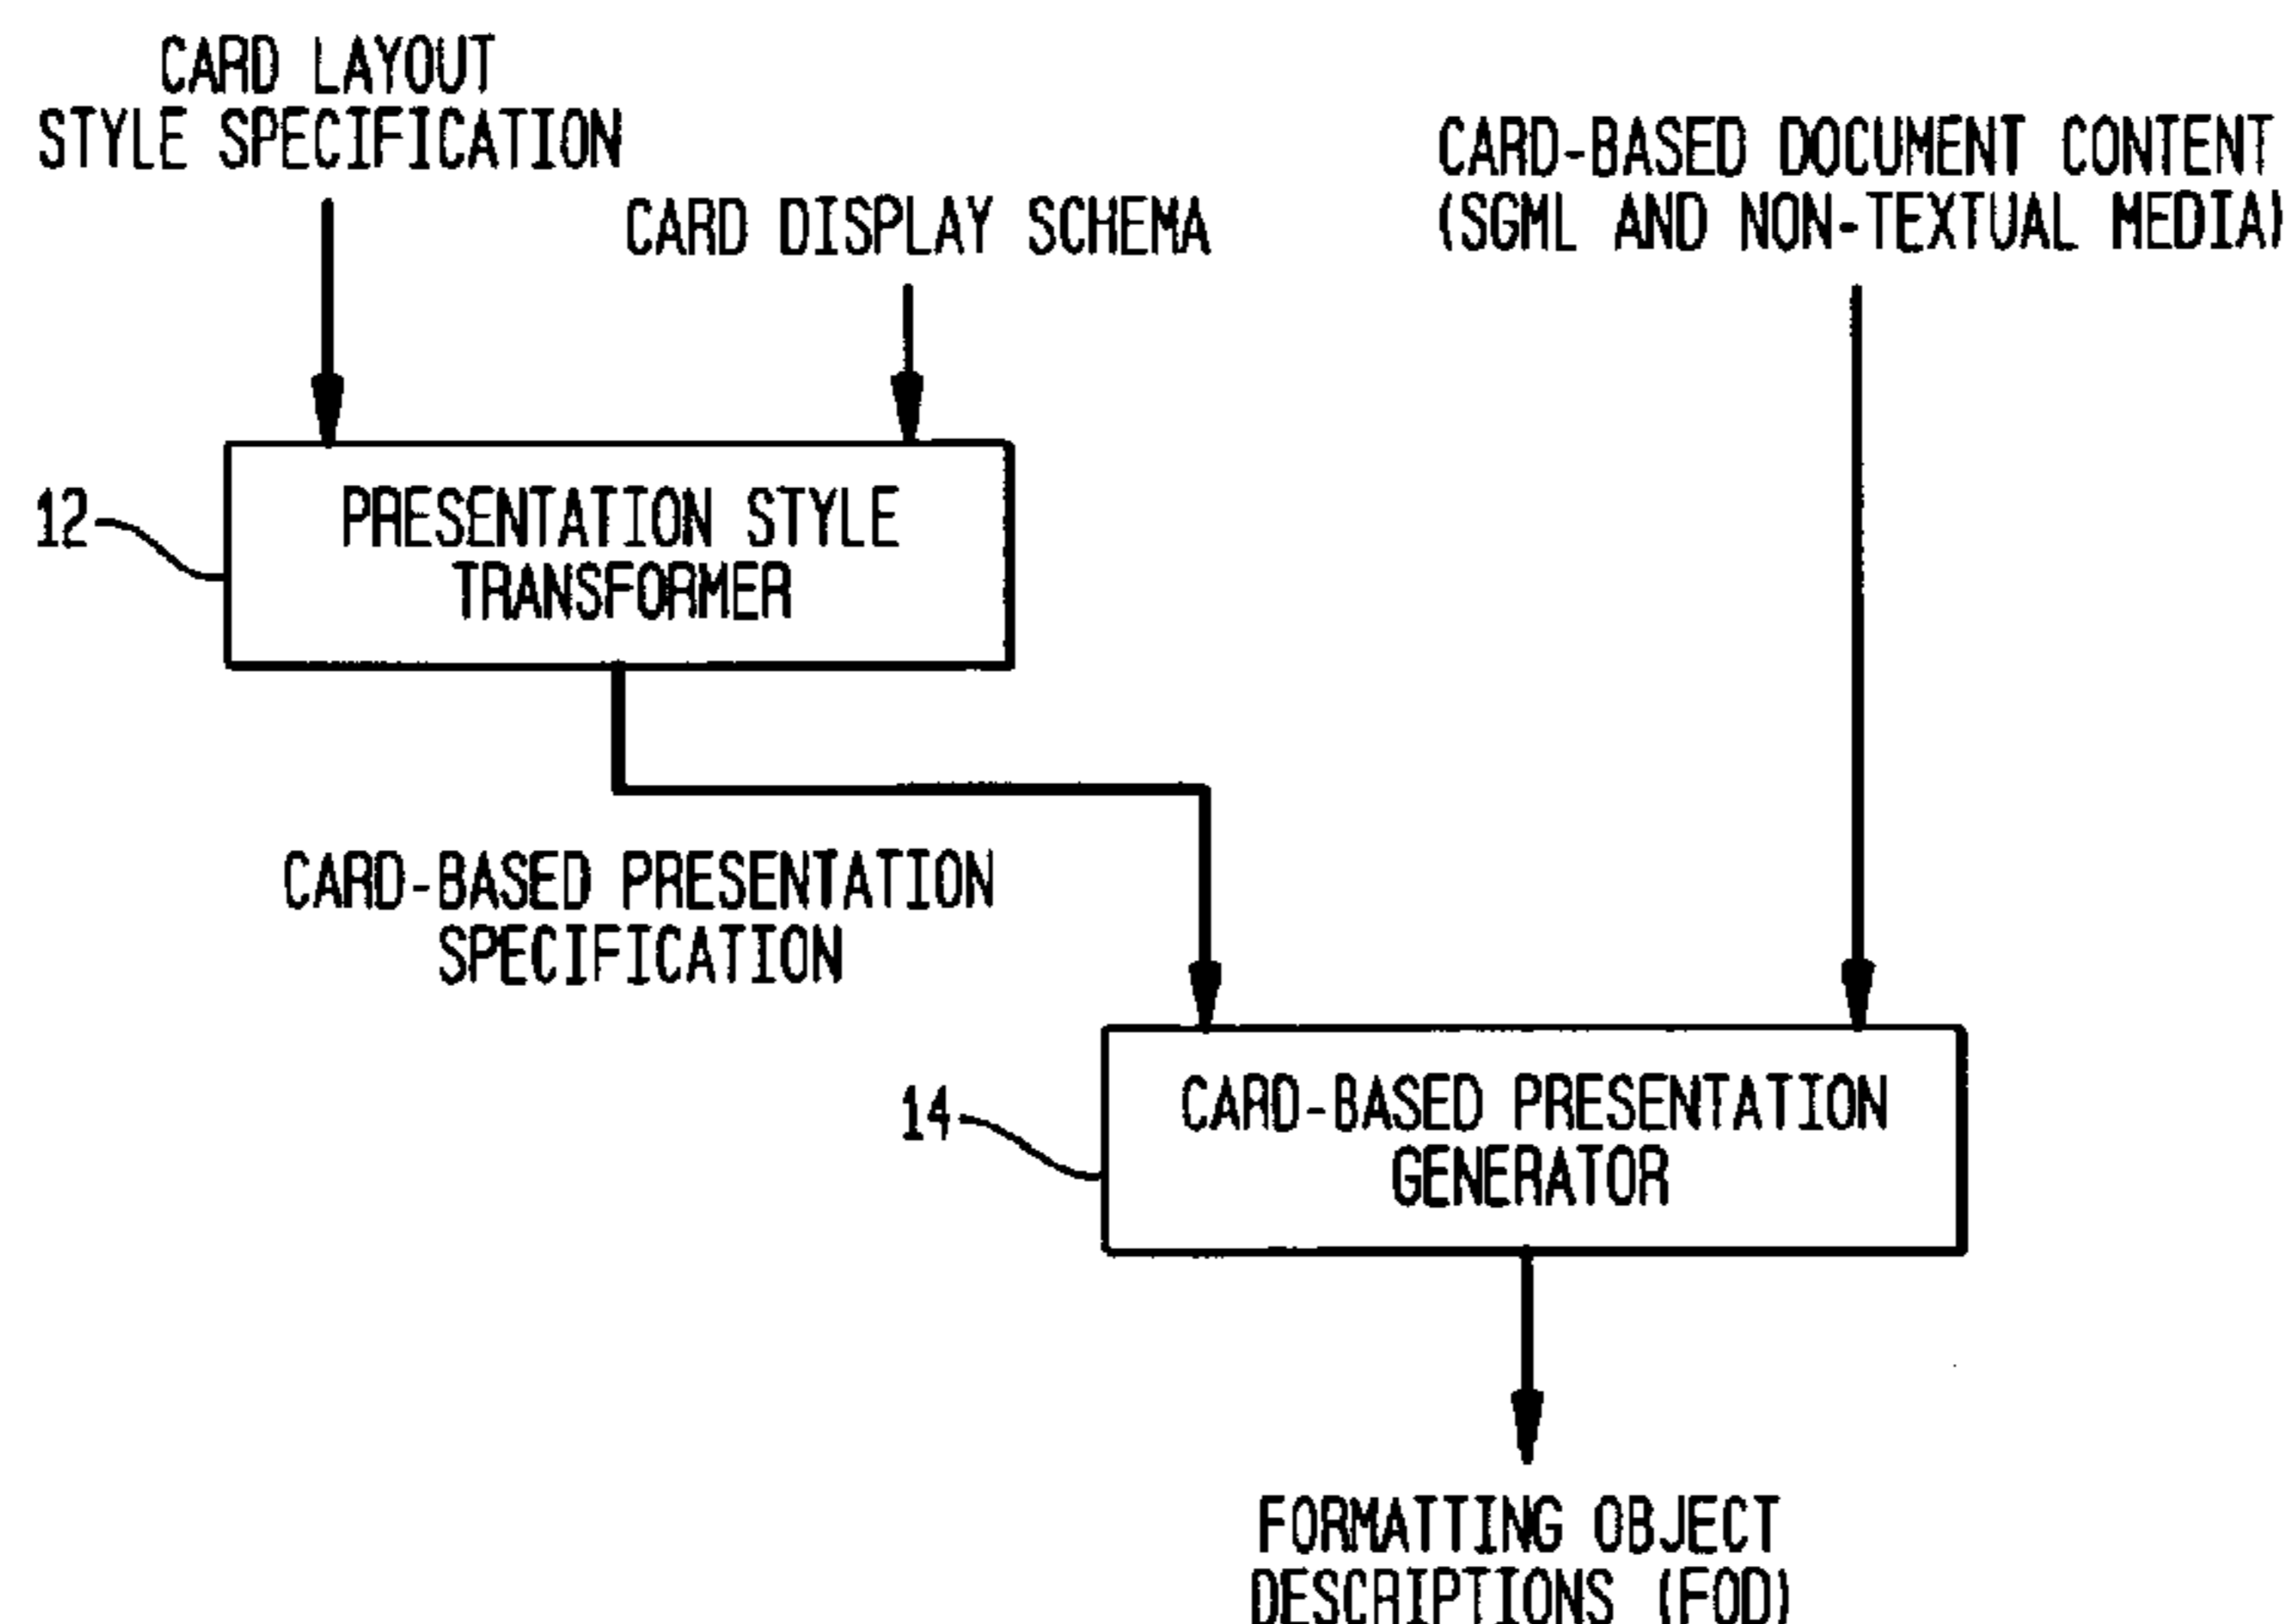 CARD LAYOUT
STYLE SPECIFICATION
CARD DISPLAY SCHEMA
CARD-BASED DOCUMENT CONTENT
(SGML AND NON-TEXTUAL MEDIA)
12
PRESENTATION STYLE
TRANSFORMER
CARD-BASED PRESENTATION
SPECIFICATION
14
CARD-BASED PRESENTATION
GENERATOR
FORMATTING OBJECT
DESCRIPTIONS (FOD)